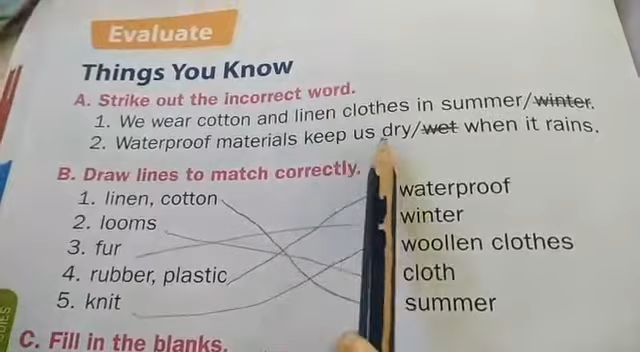 Evaluate
Things You Know
A. Strike out the incorrect word.
1. We wear cotton and linen clothes in summer/winter.
2. Waterproof materials keep us dry/wet when it rains.
B. Draw lines to match correctly.
1. linen, cotton waterproof
2. looms winter
3. fur woollen clothes
4. rubber, plastic cloth
5. knit summer
C. Fill in the blanks.